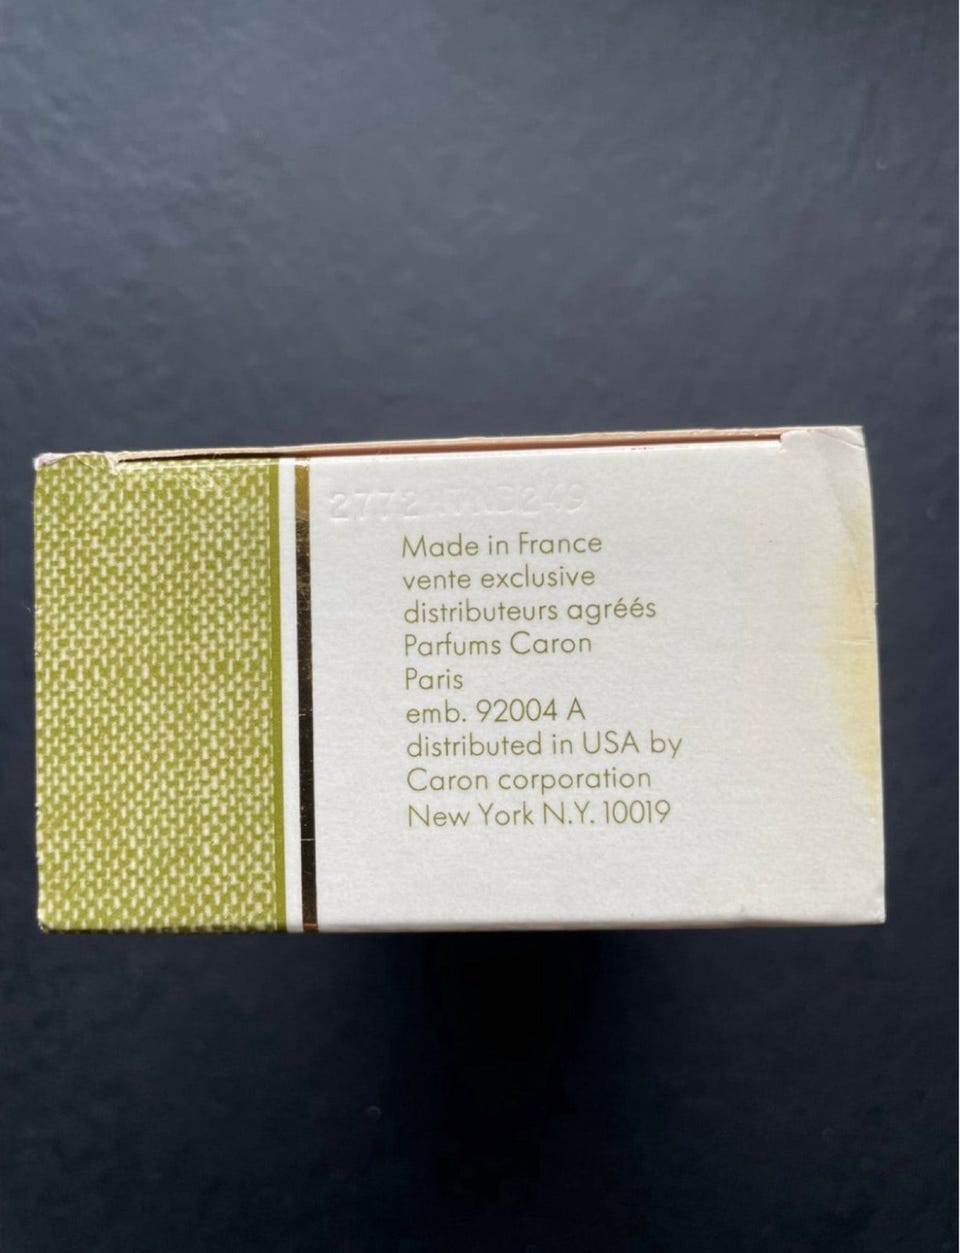 Made in France
vente exclusive
distributeurs agréés
Parfums Caron
Paris
emb. 92004 A
distributed in USA by
Caron corporation
New York N.Y. 10019